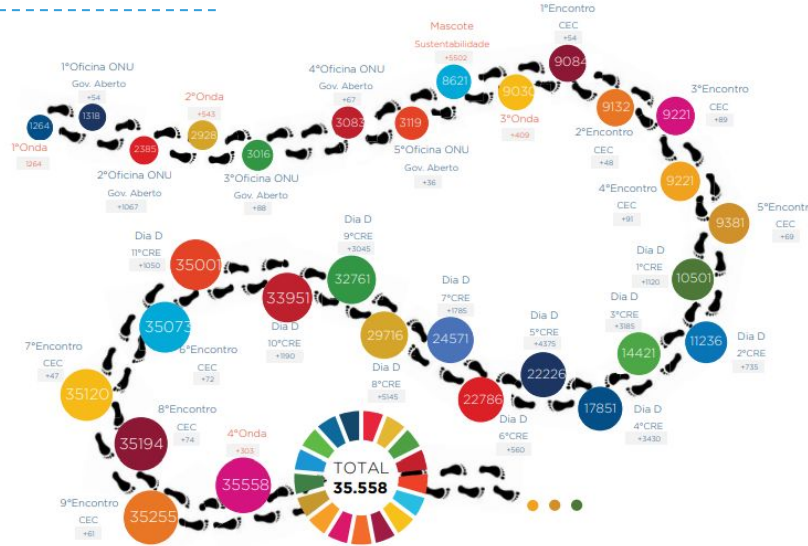 1264
1ªOnda
1264
1ªOficina ONU
Gov. Aberto
+54
1318
2385
2ªOficina ONU
Gov. Aberto
+1067
2ªOnda
+543
2928
3016
3ªOficina ONU
Gov. Aberto
+88
4ªOficina ONU
Gov. Aberto
+67
3083
3119
5ªOficina ONU
Gov. Aberto
+36
Mascote
Sustentabilidade
+5502
8621
9030
3ªOnda
+409
1ºEncontro
CEC
+54
9084
9132
2ºEncontro
CEC
+48
3ºEncontro
CEC
+89
9221
9221
4ºEncontro
CEC
+91
5ºEncontr
CEC
+69
9381
Dia D
1ªCRE
+1120
10501
11236
Dia D
2ªCRE
+735
Dia D
3ªCRE
+3185
14421
17851
Dia D
4ªCRE
+3430
Dia D
5ªCRE
+4375
22226
22786
Dia D
6ªCRE
+560
Dia D
7ªCRE
+1785
24571
29716
Dia D
8ªCRE
+5145
Dia D
9ªCRE
+3045
32761
33951
Dia D
10ªCRE
+1190
Dia D
11ªCRE
+1050
35001
35073
6ºEncontro
CEC
+72
7ºEncontro
CEC
+47
35120
35194
8ºEncontro
CEC
+74
35255
9ºEncontro
CEC
+61
4ªOnda
+303
35558
TOTAL
35.558